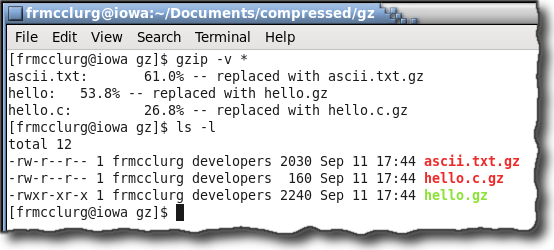 frmcclurg@iowa:~/Documents/compressed/gz
File Edit View Search Terminal Help
[frmcclurg@iowa gz]$ gzip -v *
ascii.txt:       61.0% -- replaced with ascii.txt.gz
hello:   53.8% -- replaced with hello.gz
hello.c:         26.8% -- replaced with hello.c.gz
[frmcclurg@iowa gz]$ ls -l
total 12
-rw-r--r-- 1 frmcclurg developers 2030 Sep 11 17:44 ascii.txt.gz
-rw-r--r-- 1 frmcclurg developers  160 Sep 11 17:44 hello.c.gz
-rwxr-xr-x 1 frmcclurg developers 2240 Sep 11 17:44 hello.gz
[frmcclurg@iowa gz]$